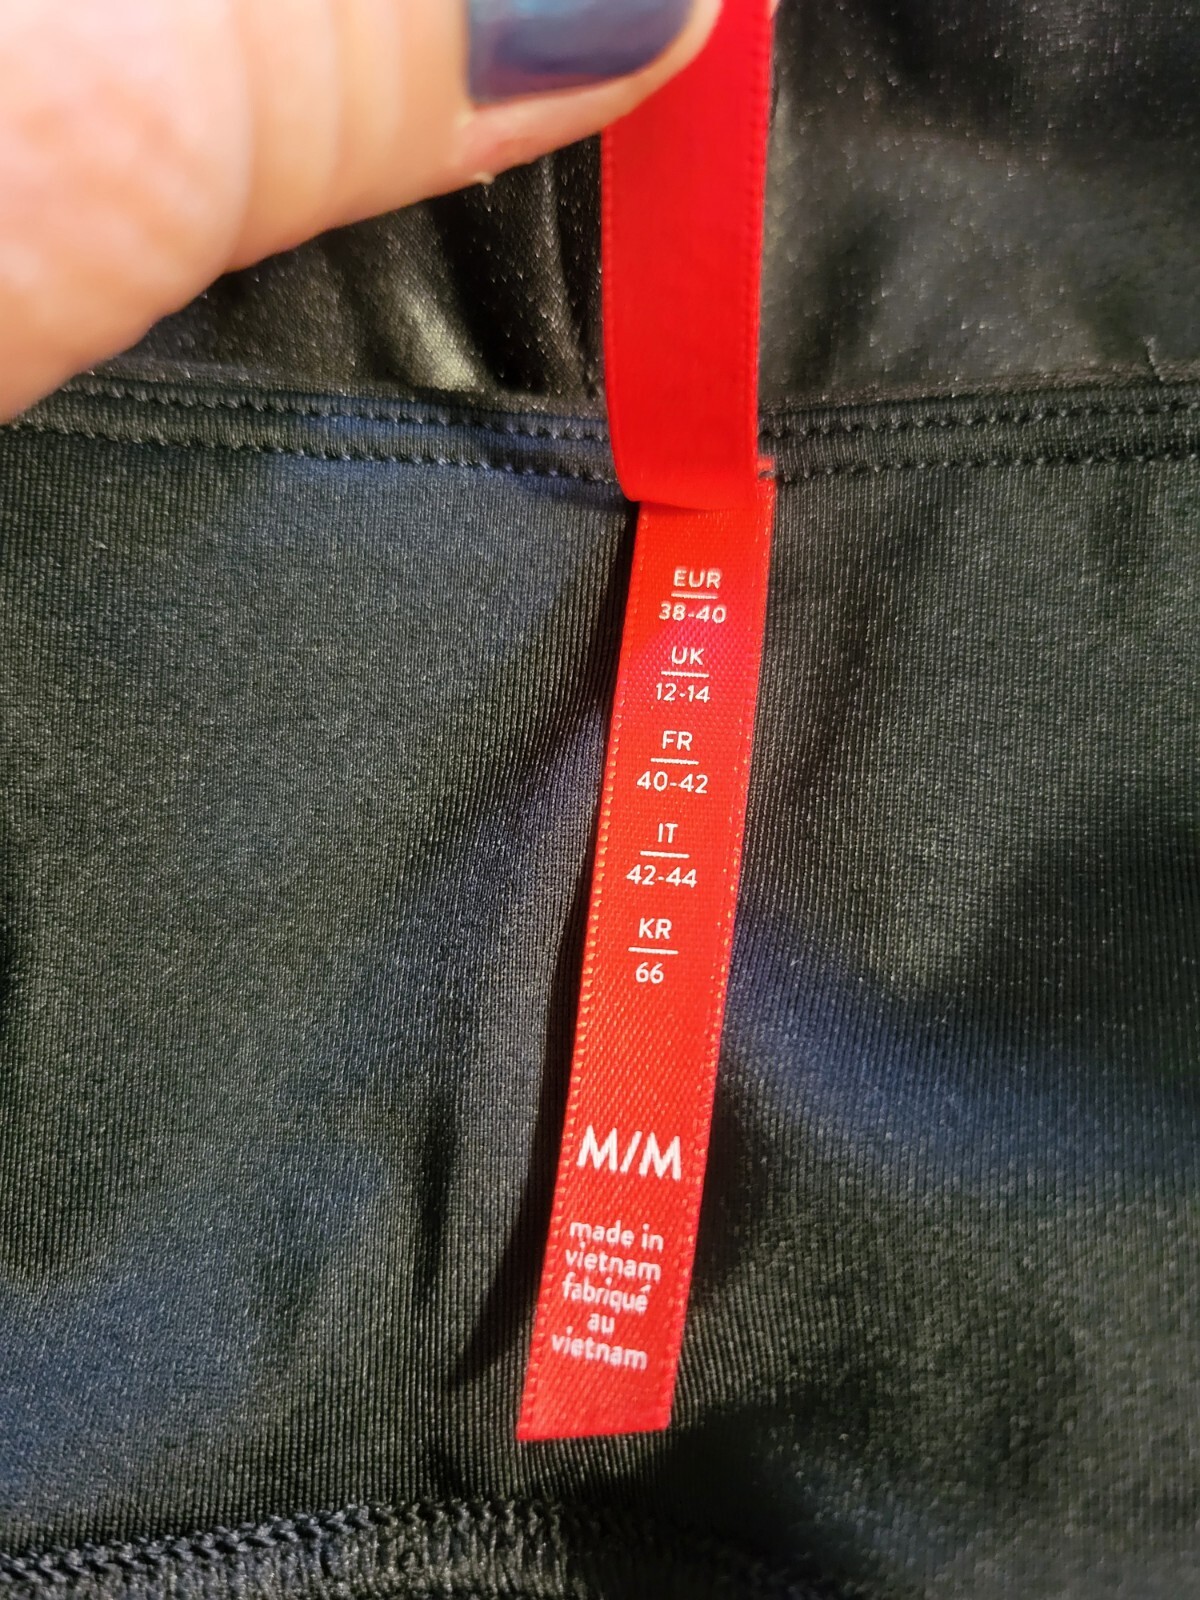 EUR
38-40
UK
12-14
FR
40-42
IT
42-44
KR
66
M/M
made in
vietnam
fabriqué
au
vietnam